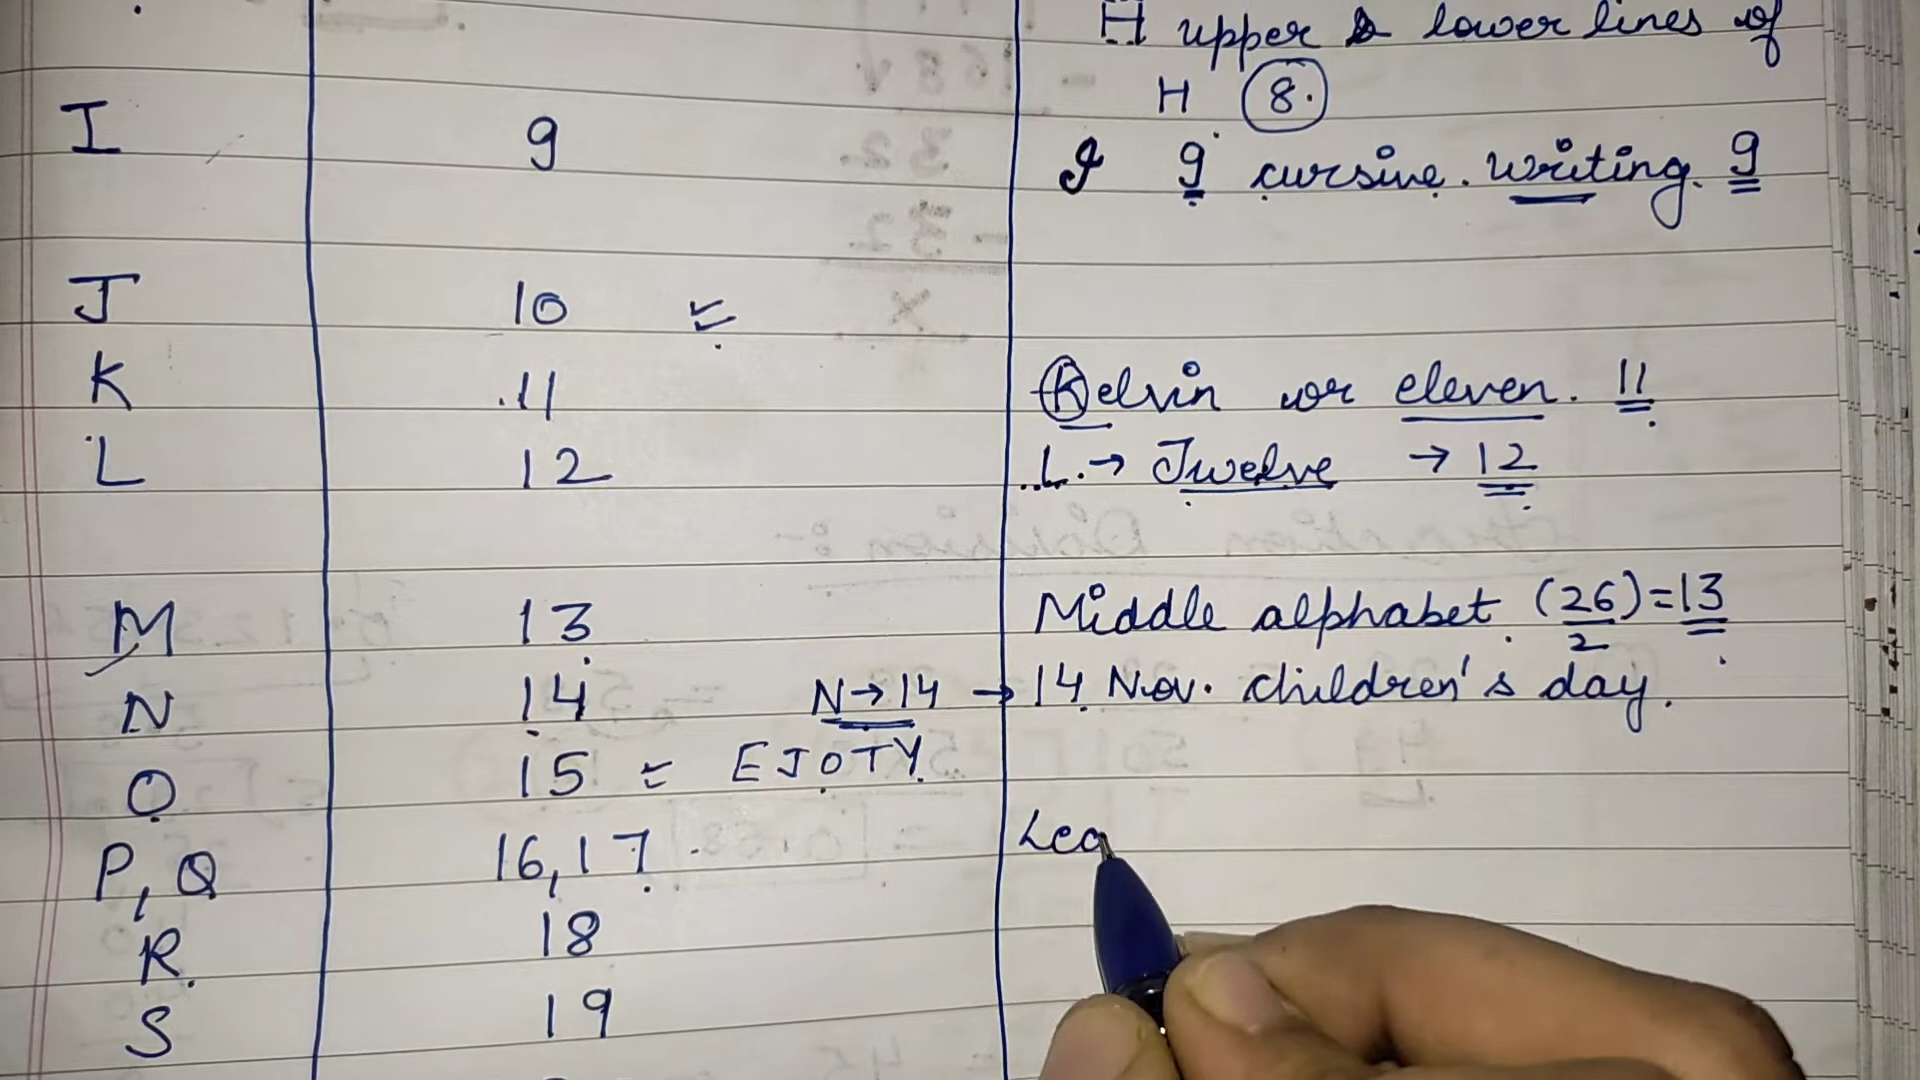 H upper & lower lines of
H 8.
I 9 I 9 cursive. writing. 9
J 10
K 11 Kelvin or eleven. 11
L 12 L. → Twelve → 12
M 13 Middle alphabet (26/2)=13
N 14 N→14 → 14 Nov. children's day.
O 15 = EJOTY
P, Q 16,17 Lea
R 18
S 19